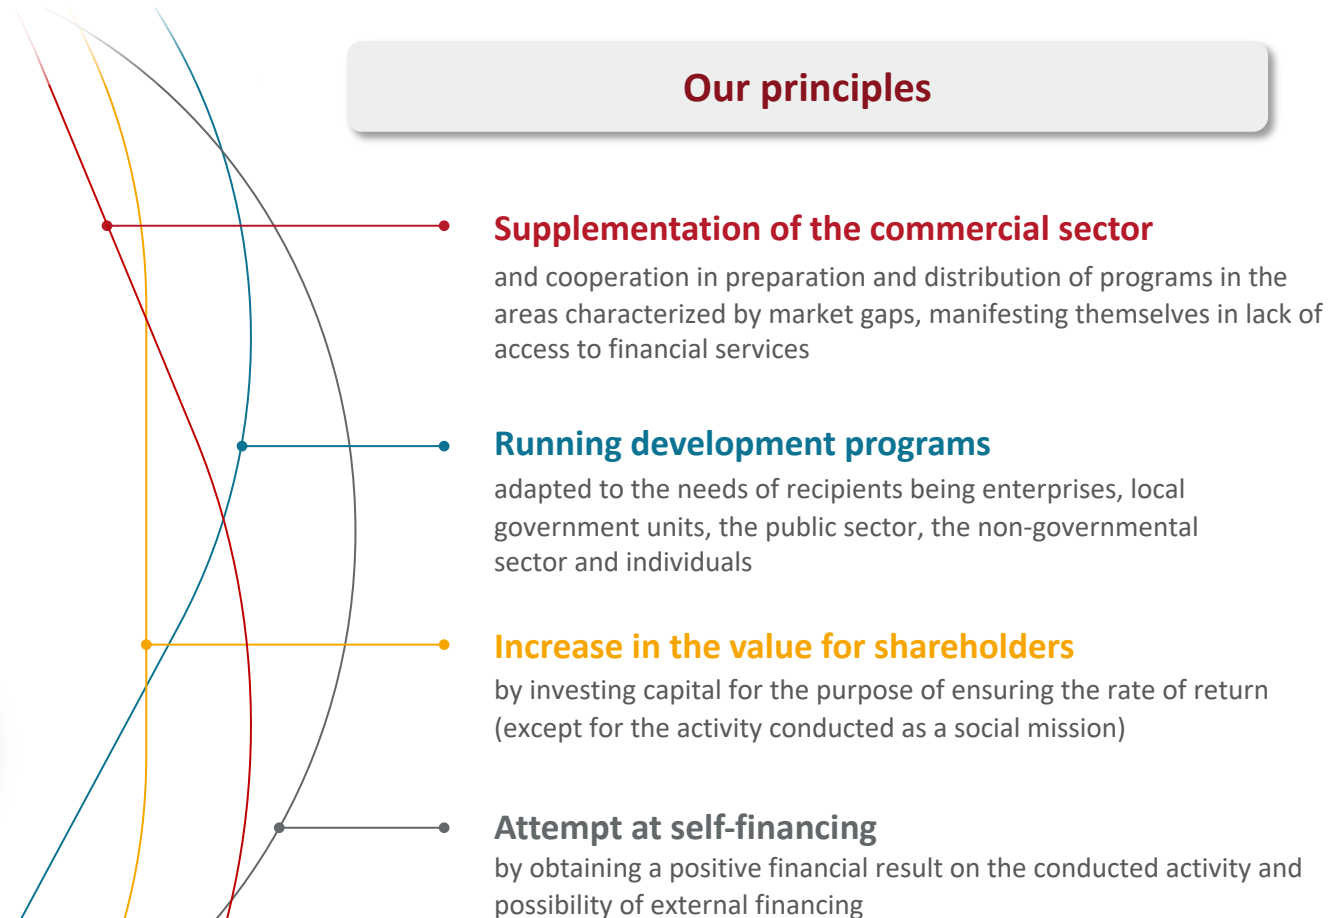 Our principles
Supplementation of the commercial sector
and cooperation in preparation and distribution of programs in the
areas characterized by market gaps, manifesting themselves in lack of
access to financial services
Running development programs
adapted to the needs of recipients being enterprises, local
government units, the public sector, the non-governmental
sector and individuals
Increase in the value for shareholders
by investing capital for the purpose of ensuring the rate of return
(except for the activity conducted as a social mission)
Attempt at self-financing
by obtaining a positive financial result on the conducted activity and
possibility of external financing